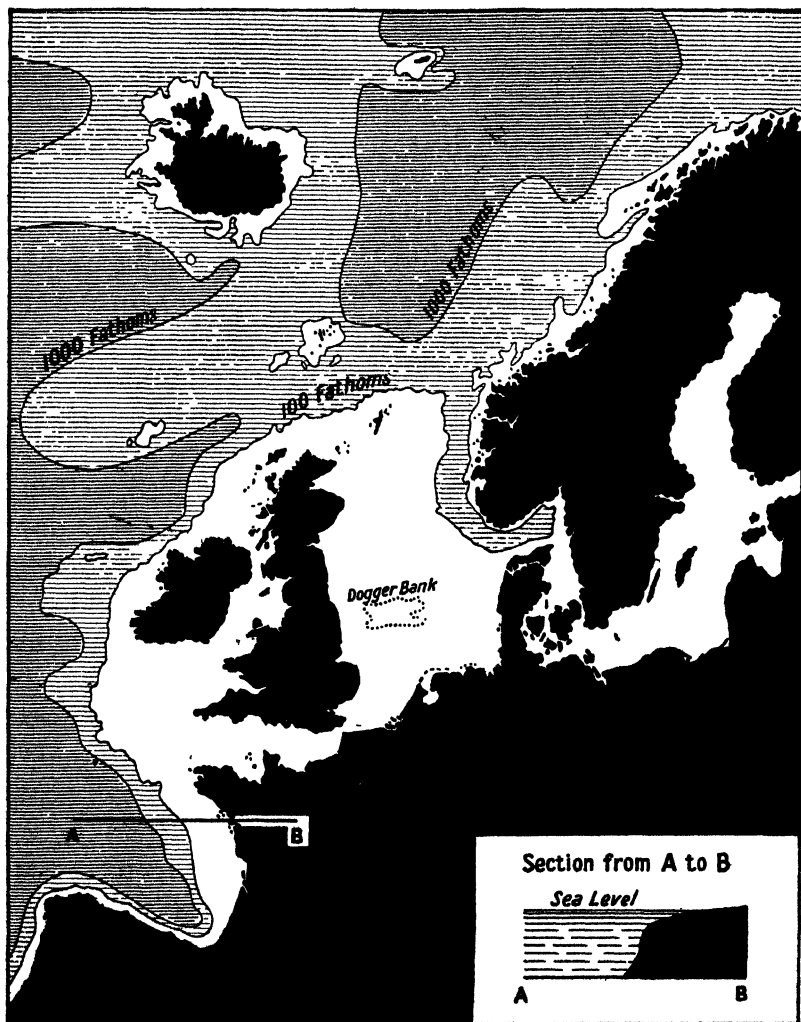 1000 Fathoms
1000 Fathoms
100 Fathoms
Dogger Bank
A
B
Section from A to B
Sea Level
A
B